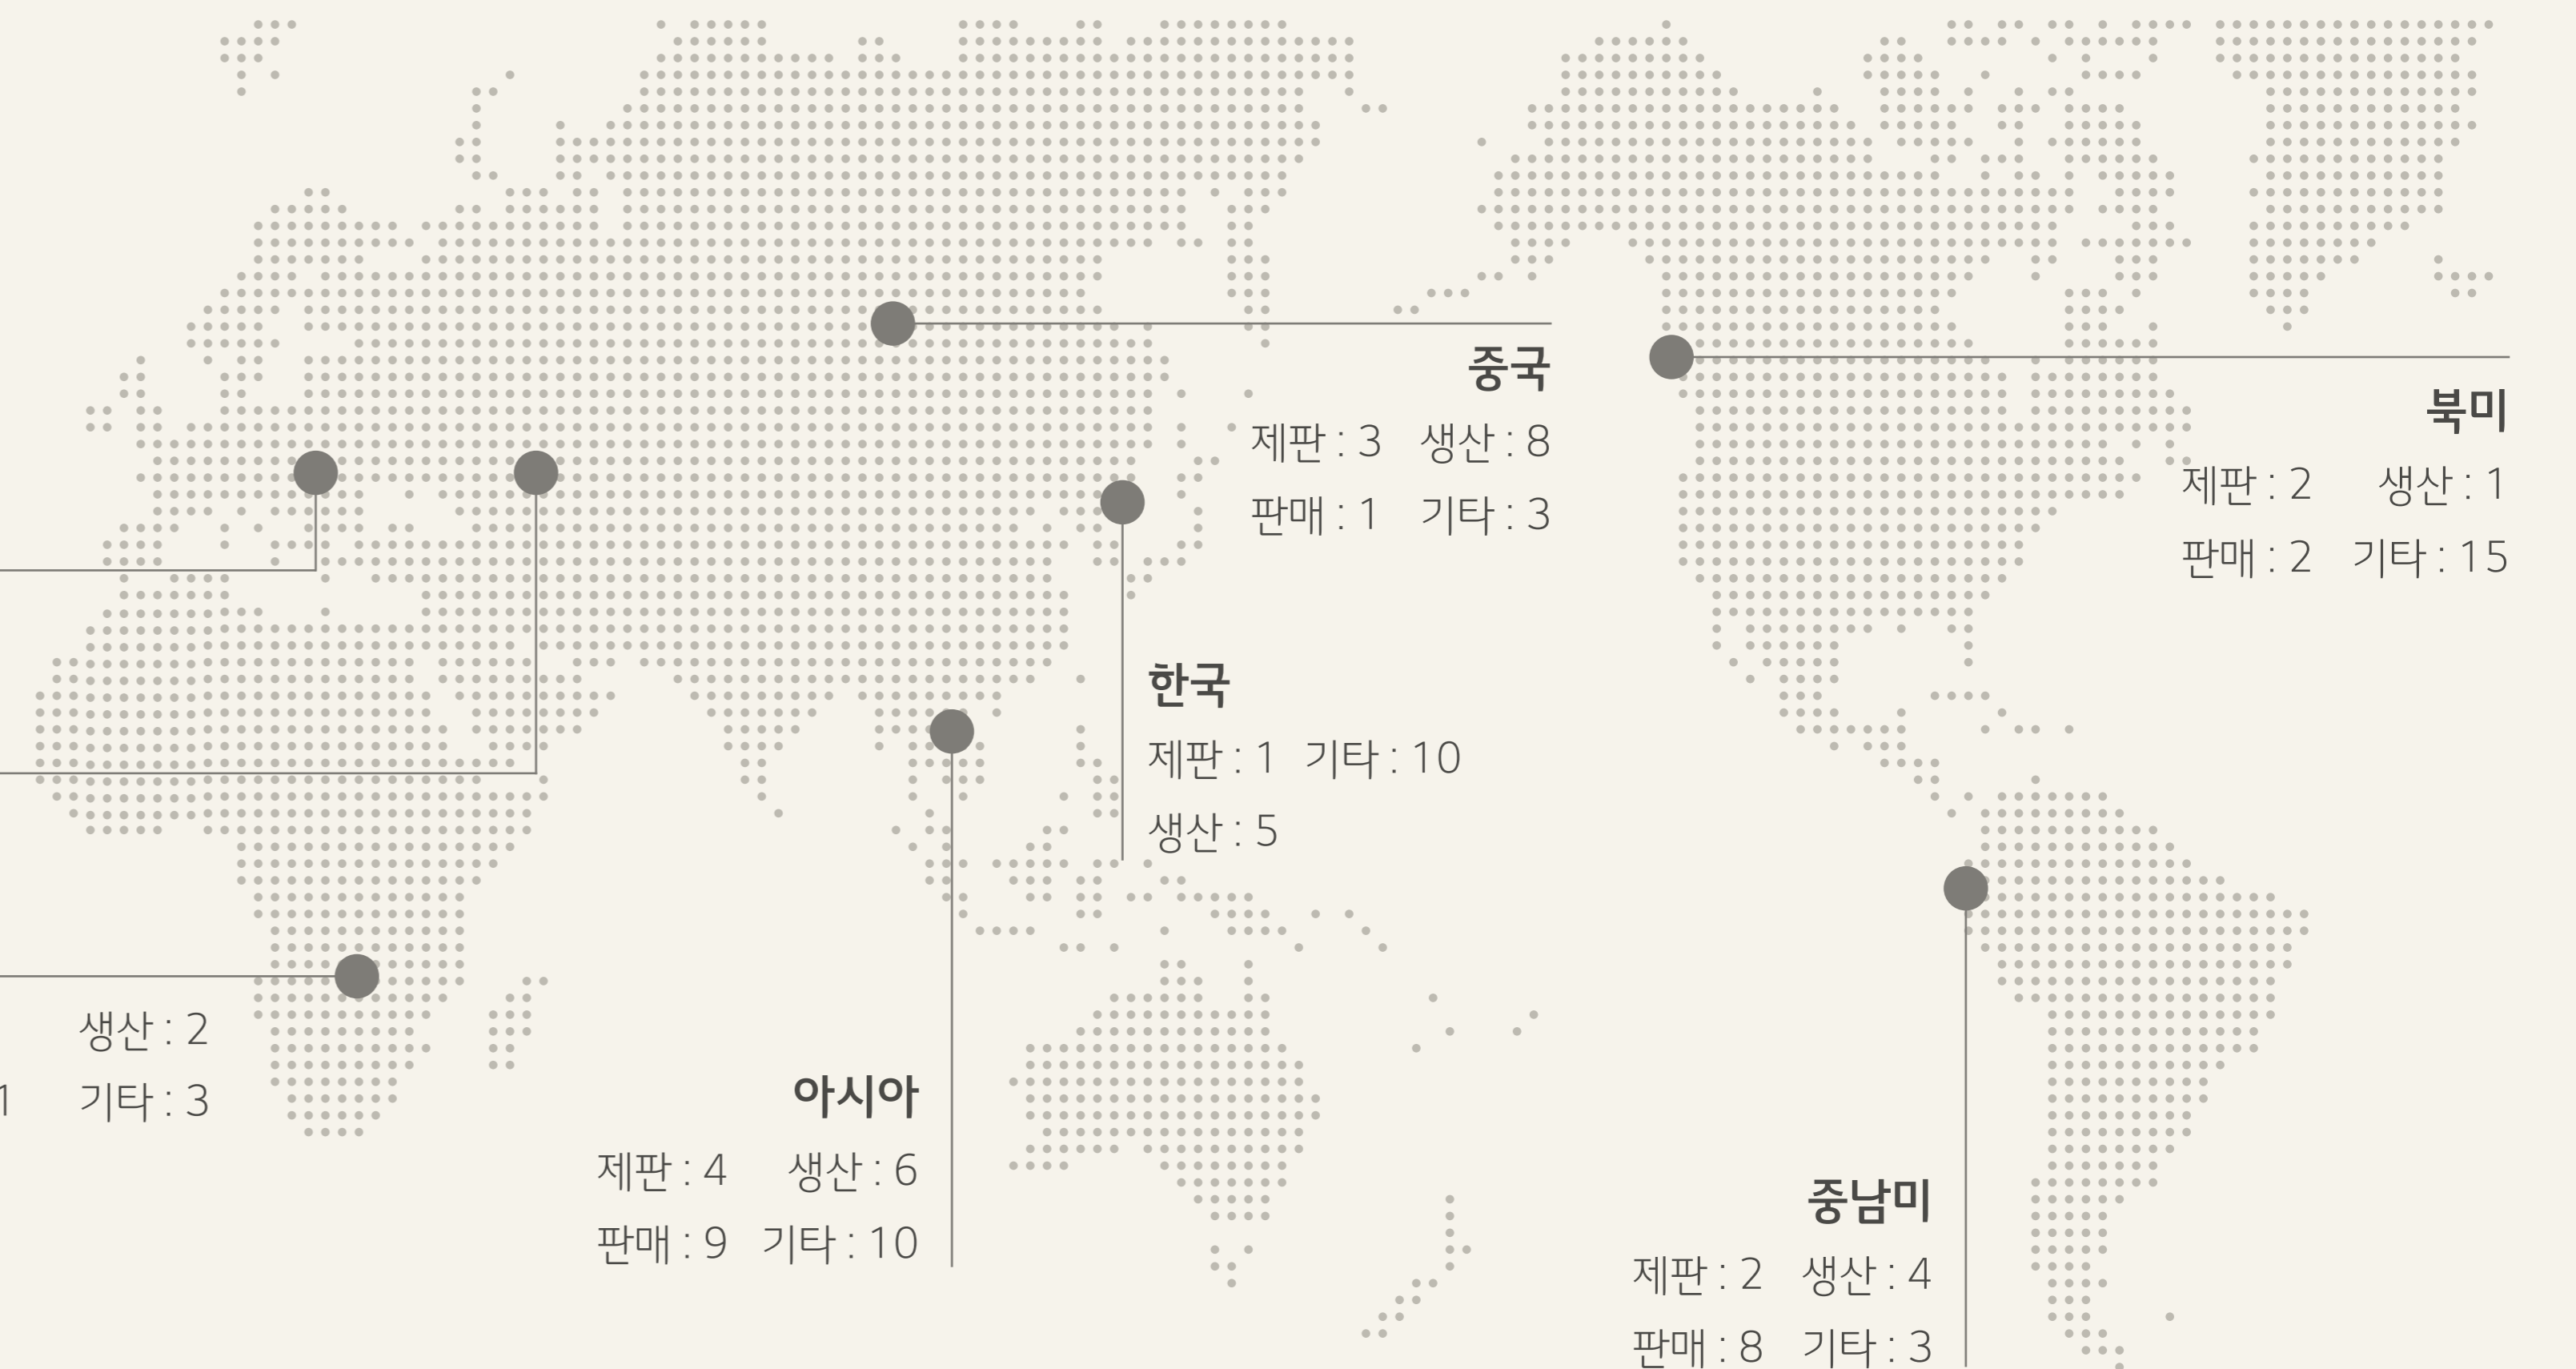 중국
제판 : 3 생산 : 8
판매 : 1 기타 : 3
북미
제판 : 2 생산 : 1
판매 : 2 기타 : 15
한국
제판 : 1 기타 : 10
생산 : 5
생산 : 2
1 기타 : 3
아시아
제판 : 4 생산 : 6
판매 : 9 기타 : 10
중남미
제판 : 2 생산 : 4
판매 : 8 기타 : 3